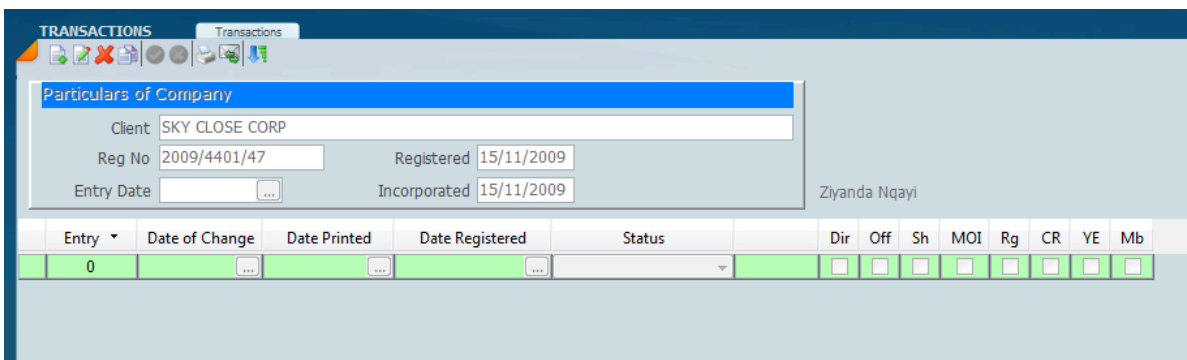 TRANSACTIONS Transactions
Particulars of Company
Client SKY CLOSE CORP
Reg No 2009/4401/47 Registered 15/11/2009
Entry Date ... Incorporated 15/11/2009
Ziyanda Nqayi
Entry Date of Change Date Printed Date Registered Status Dir Off Sh MOI Rg CR YE Mb
0 ... ... ...